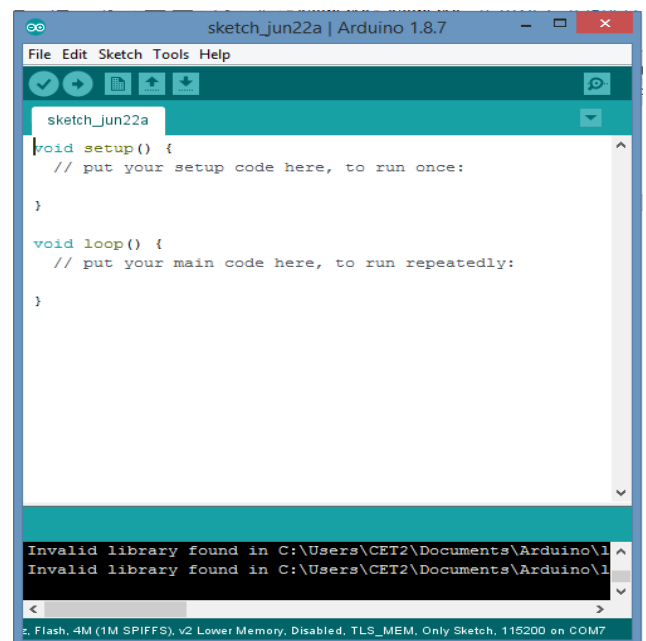 sketch_jun22a | Arduino 1.8.7
File Edit Sketch Tools Help
sketch_jun22a
void setup() {
  // put your setup code here, to run once:

}

void loop() {
  // put your main code here, to run repeatedly:

}
Invalid library found in C:\Users\CET2\Documents\Arduino\l
Invalid library found in C:\Users\CET2\Documents\Arduino\l
z, Flash, 4M (1M SPIFFS), v2 Lower Memory, Disabled, TLS_MEM, Only Sketch, 115200 on COM7